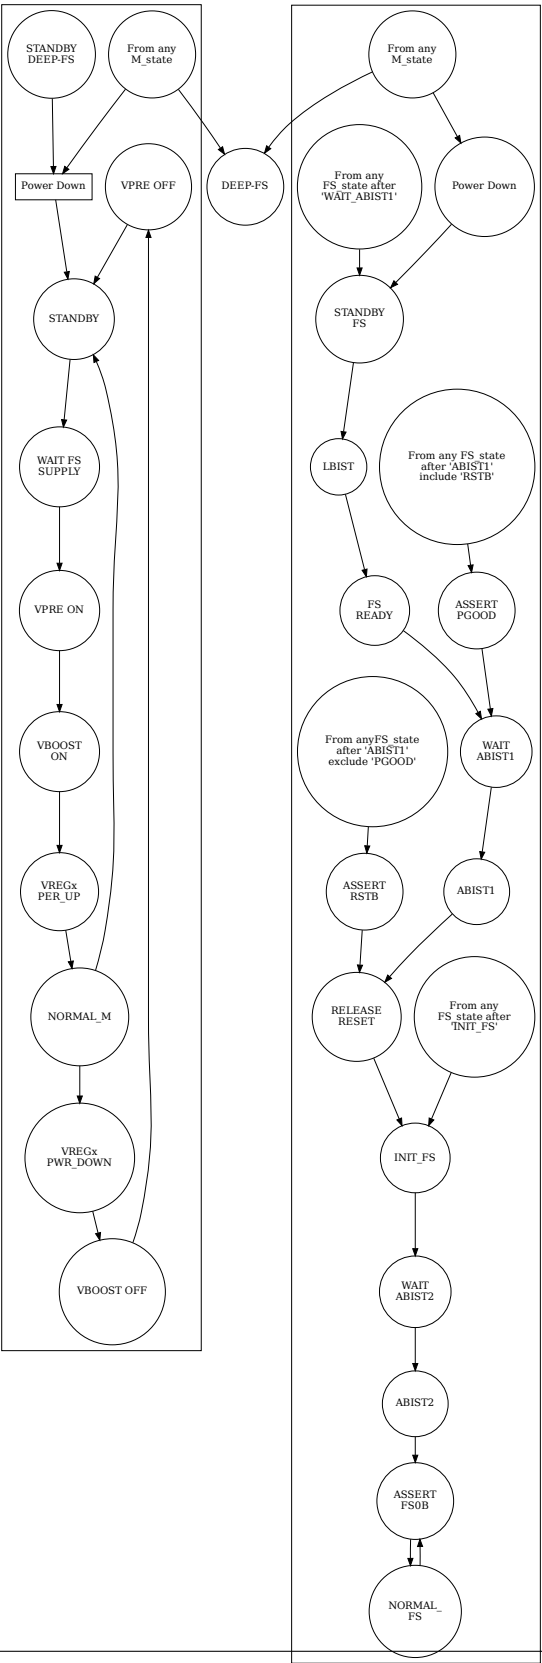 STANDBY
DEEP-FS
From any
M_state
From any
M_state
Power Down
VPRE OFF
DEEP-FS
From any
FS_state after
'WAIT_ABIST1'
Power Down
STANDBY
STANDBY
FS
WAIT FS
SUPPLY
LBIST
From any FS_state
after 'ABIST1'
include 'RSTB'
VPRE ON
FS
READY
ASSERT
PGOOD
VBOOST
ON
From anyFS_state
after 'ABIST1'
exclude 'PGOOD'
WAIT
ABIST1
VREGx
PER_UP
ASSERT
RSTB
ABIST1
NORMAL_M
RELEASE
RESET
From any
FS_state after
'INIT_FS'
VREGx
PWR_DOWN
INIT_FS
VBOOST OFF
WAIT
ABIST2
ABIST2
ASSERT
FS0B
NORMAL_
FS